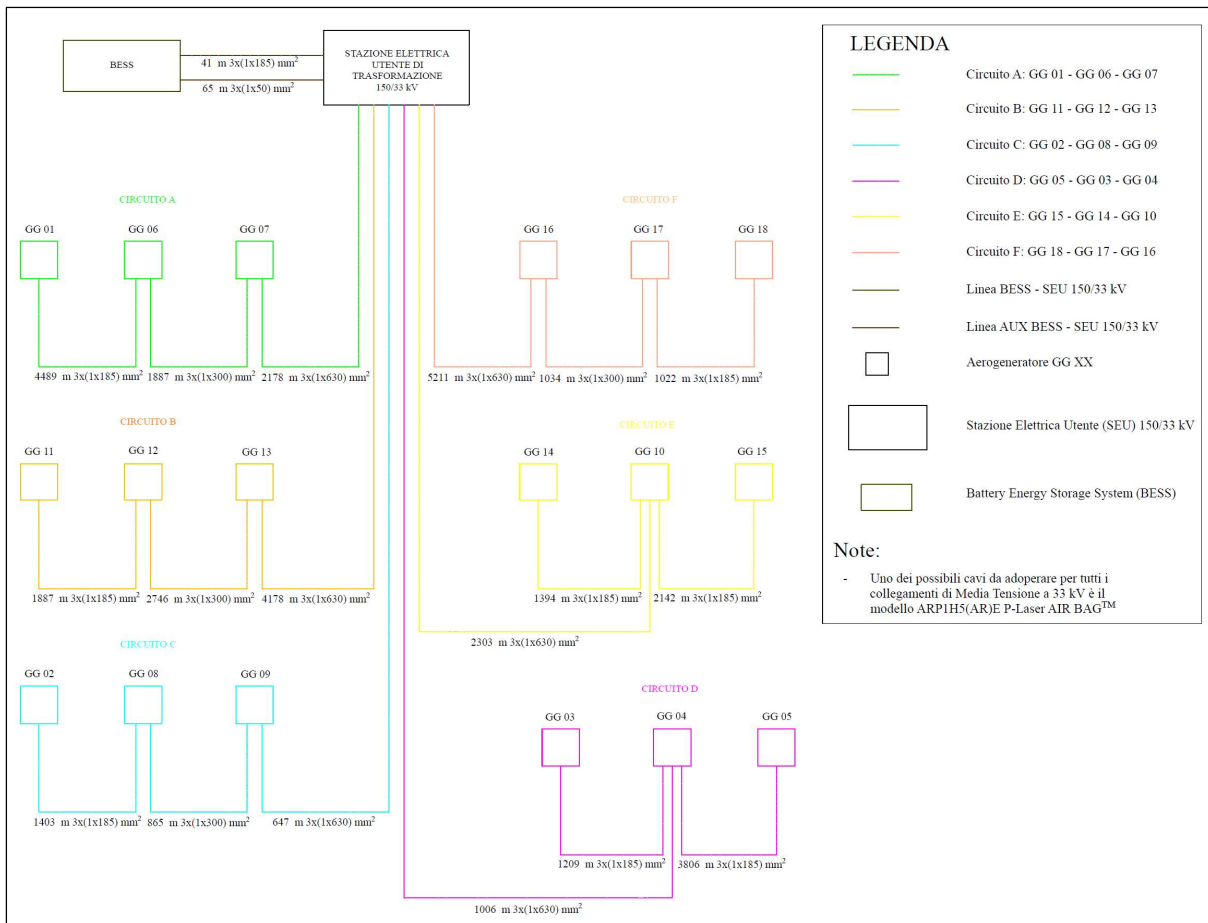 BESS
41 m 3x(1x185) mm²
65 m 3x(1x50) mm²
STAZIONE ELETTRICA
UTENTE DI
TRASFORMAZIONE
150/33 kV
CIRCUITO A
GG 01 GG 06 GG 07
4489 m 3x(1x185) mm² 1887 m 3x(1x300) mm² 2178 m 3x(1x630) mm²
CIRCUITO F
GG 16 GG 17 GG 18
5211 m 3x(1x630) mm² 1034 m 3x(1x300) mm² 1022 m 3x(1x185) mm²
CIRCUITO B
GG 11 GG 12 GG 13
1887 m 3x(1x185) mm² 2746 m 3x(1x300) mm² 4178 m 3x(1x630) mm²
CIRCUITO E
GG 14 GG 10 GG 15
1394 m 3x(1x185) mm² 2142 m 3x(1x185) mm²
2303 m 3x(1x630) mm²
CIRCUITO C
GG 02 GG 08 GG 09
1403 m 3x(1x185) mm² 865 m 3x(1x300) mm² 647 m 3x(1x630) mm²
CIRCUITO D
GG 03 GG 04 GG 05
1209 m 3x(1x185) mm² 3806 m 3x(1x185) mm²
1006 m 3x(1x630) mm²
LEGENDA
Circuito A: GG 01 - GG 06 - GG 07
Circuito B: GG 11 - GG 12 - GG 13
Circuito C: GG 02 - GG 08 - GG 09
Circuito D: GG 05 - GG 03 - GG 04
Circuito E: GG 15 - GG 14 - GG 10
Circuito F: GG 18 - GG 17 - GG 16
Linea BESS - SEU 150/33 kV
Linea AUX BESS - SEU 150/33 kV
Aerogeneratore GG XX
Stazione Elettrica Utente (SEU) 150/33 kV
Battery Energy Storage System (BESS)
Note:
- Uno dei possibili cavi da adoperare per tutti i
collegamenti di Media Tensione a 33 kV è il
modello ARP1H5(AR)E P-Laser AIR BAG™